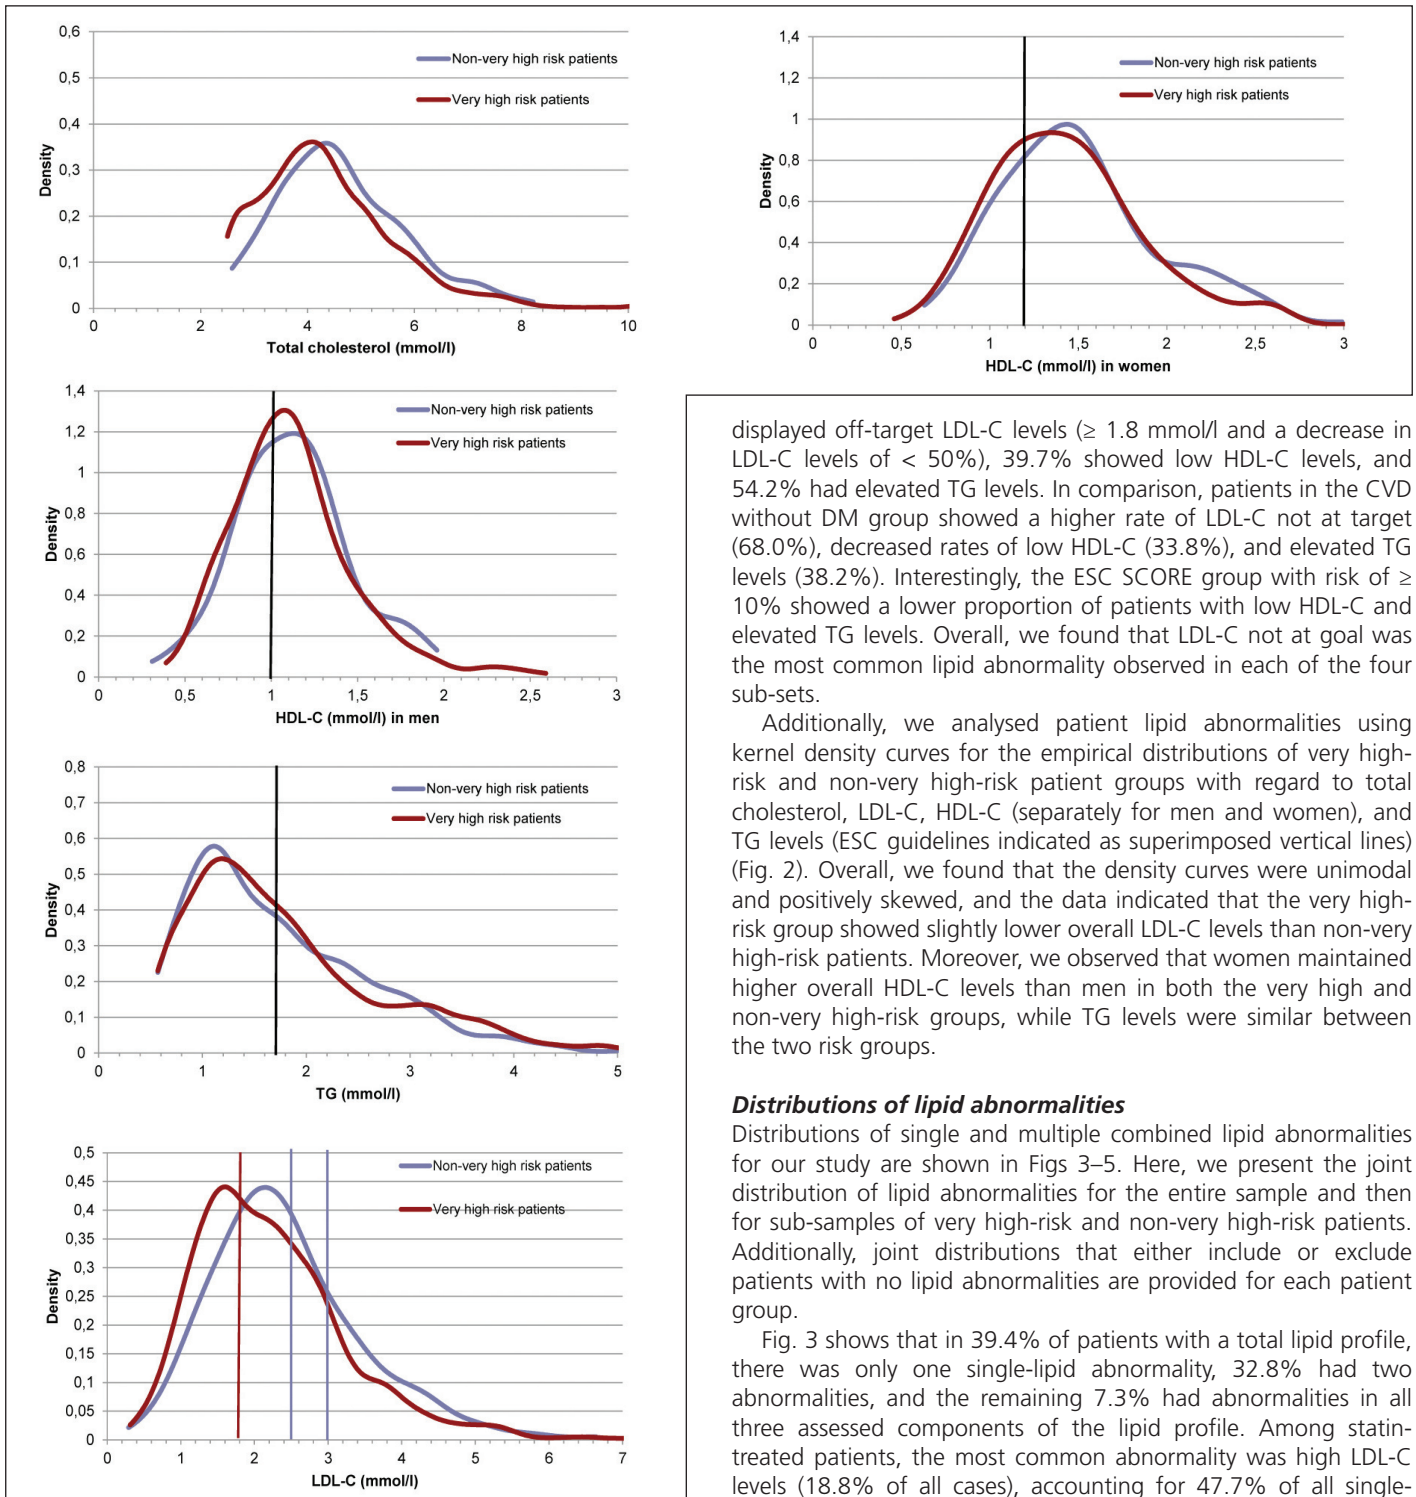 0,6
0,5
0,4
0,3
0,2
0,1
0
Density
Non-very high risk patients
Very high risk patients
0 2 4 6 8 10
Total cholesterol (mmol/l)
1,4
1,2
1
0,8
0,6
0,4
0,2
0
Density
Non-very high risk patients
Very high risk patients
0 0,5 1 1,5 2 2,5 3
HDL-C (mmol/l) in men
0,8
0,7
0,6
0,5
0,4
0,3
0,2
0,1
0
Density
Non-very high risk patients
Very high risk patients
0 1 2 3 4 5
TG (mmol/l)
0,5
0,45
0,4
0,35
0,3
0,25
0,2
0,15
0,1
0,05
0
Density
Non-very high risk patients
Very high risk patients
0 1 2 3 4 5 6 7
LDL-C (mmol/l)
1,4
1,2
1
0,8
0,6
0,4
0,2
0
Density
Non-very high risk patients
Very high risk patients
0 0,5 1 1,5 2 2,5 3
HDL-C (mmol/l) in women
displayed off-target LDL-C levels (≥ 1.8 mmol/l and a decrease in
LDL-C levels of < 50%), 39.7% showed low HDL-C levels, and
54.2% had elevated TG levels. In comparison, patients in the CVD
without DM group showed a higher rate of LDL-C not at target
(68.0%), decreased rates of low HDL-C (33.8%), and elevated TG
levels (38.2%). Interestingly, the ESC SCORE group with risk of ≥
10% showed a lower proportion of patients with low HDL-C and
elevated TG levels. Overall, we found that LDL-C not at goal was
the most common lipid abnormality observed in each of the four
sub-sets.
Additionally, we analysed patient lipid abnormalities using
kernel density curves for the empirical distributions of very high-
risk and non-very high-risk patient groups with regard to total
cholesterol, LDL-C, HDL-C (separately for men and women), and
TG levels (ESC guidelines indicated as superimposed vertical lines)
(Fig. 2). Overall, we found that the density curves were unimodal
and positively skewed, and the data indicated that the very high-
risk group showed slightly lower overall LDL-C levels than non-very
high-risk patients. Moreover, we observed that women maintained
higher overall HDL-C levels than men in both the very high and
non-very high-risk groups, while TG levels were similar between
the two risk groups.
Distributions of lipid abnormalities
Distributions of single and multiple combined lipid abnormalities
for our study are shown in Figs 3–5. Here, we present the joint
distribution of lipid abnormalities for the entire sample and then
for sub-samples of very high-risk and non-very high-risk patients.
Additionally, joint distributions that either include or exclude
patients with no lipid abnormalities are provided for each patient
group.
Fig. 3 shows that in 39.4% of patients with a total lipid profile,
there was only one single-lipid abnormality, 32.8% had two
abnormalities, and the remaining 7.3% had abnormalities in all
three assessed components of the lipid profile. Among statin-
treated patients, the most common abnormality was high LDL-C
levels (18.8% of all cases), accounting for 47.7% of all single-